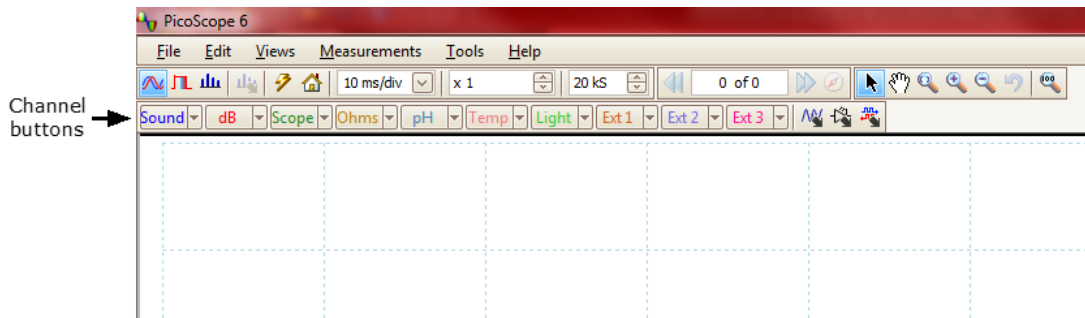 PicoScope 6
File Edit Views Measurements Tools Help
10 ms/div x 1 20 kS 0 of 0
Channel
buttons
Sound dB Scope Ohms pH Temp Light Ext 1 Ext 2 Ext 3